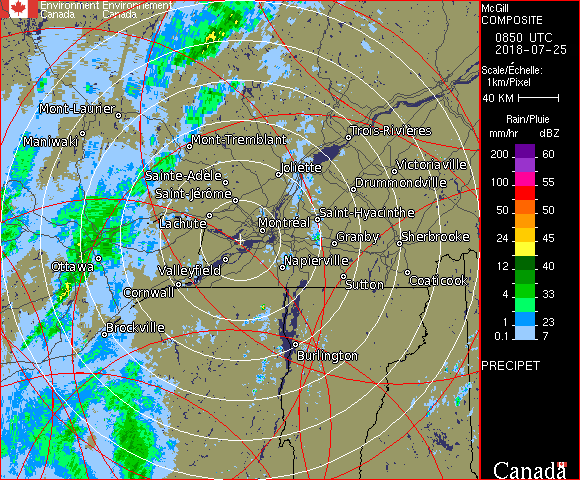 Environment Environnement
Canada Canada
McGill
COMPOSITE
0850 UTC
2018-07-25
Scale/Échelle:
1km/Pixel
40 KM
Rain/Pluie
mm/hr dBZ
200 60
100 55
50 50
24 45
12 40
4 33
1 23
0.1 7
PRECIPET
Canada
Mont-Laurier
Maniwaki
Mont-Tremblant
Trois-Rivières
Joliette
Victoriaville
Sainte-Adèle
Drummondville
Saint-Jérôme
Lachute
Montréal
Saint-Hyacinthe
Granby
Sherbrooke
Ottawa
Valleyfield
Napierville
Cornwall
Sutton
Coaticook
Brockville
Burlington